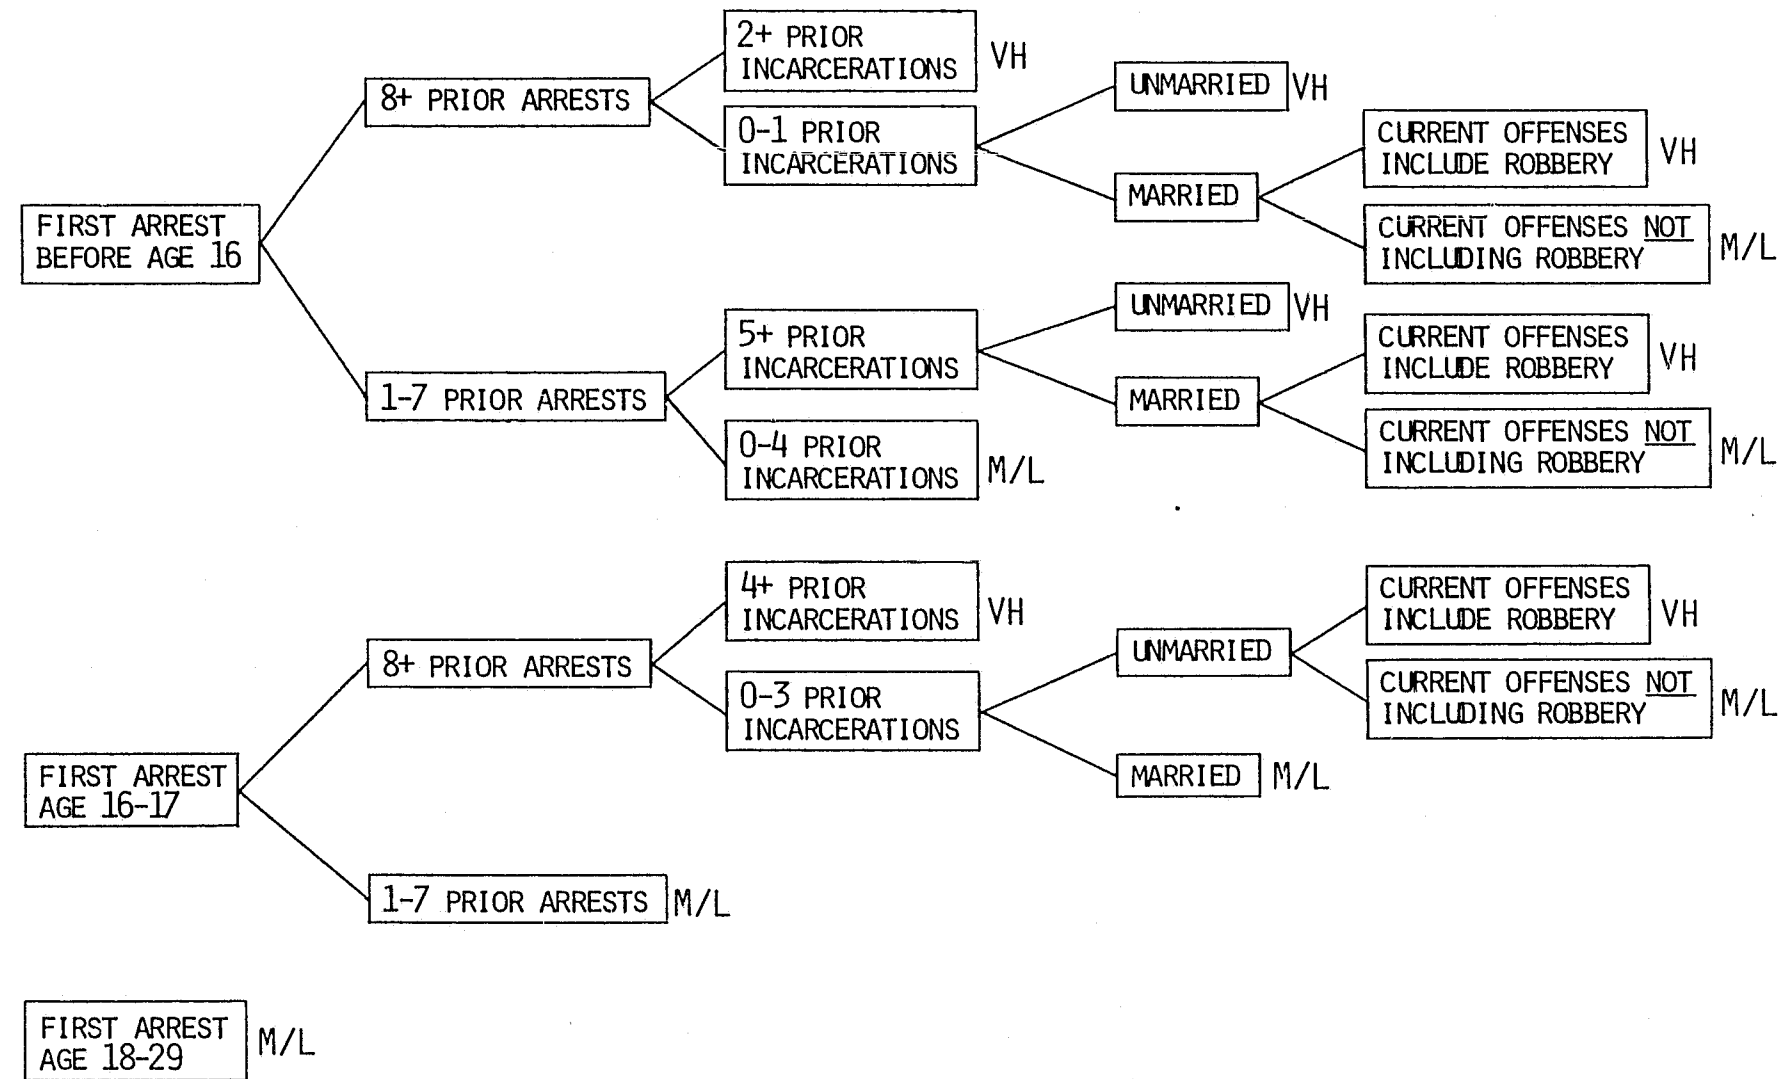 2+ PRIOR
INCARCERATIONS
VH
8+ PRIOR ARRESTS
UNMARRIED
VH
0-1 PRIOR
INCARCERATIONS
CURRENT OFFENSES
INCLUDE ROBBERY
VH
MARRIED
FIRST ARREST
BEFORE AGE 16
CURRENT OFFENSES NOT
INCLUDING ROBBERY
M/L
UNMARRIED
VH
5+ PRIOR
INCARCERATIONS
CURRENT OFFENSES
INCLUDE ROBBERY
VH
1-7 PRIOR ARRESTS
MARRIED
0-4 PRIOR
INCARCERATIONS
M/L
CURRENT OFFENSES NOT
INCLUDING ROBBERY
M/L
4+ PRIOR
INCARCERATIONS
VH
CURRENT OFFENSES
INCLUDE ROBBERY
VH
8+ PRIOR ARRESTS
UNMARRIED
0-3 PRIOR
INCARCERATIONS
CURRENT OFFENSES NOT
INCLUDING ROBBERY
M/L
FIRST ARREST
AGE 16-17
MARRIED
M/L
1-7 PRIOR ARRESTS
M/L
FIRST ARREST
AGE 18-29
M/L